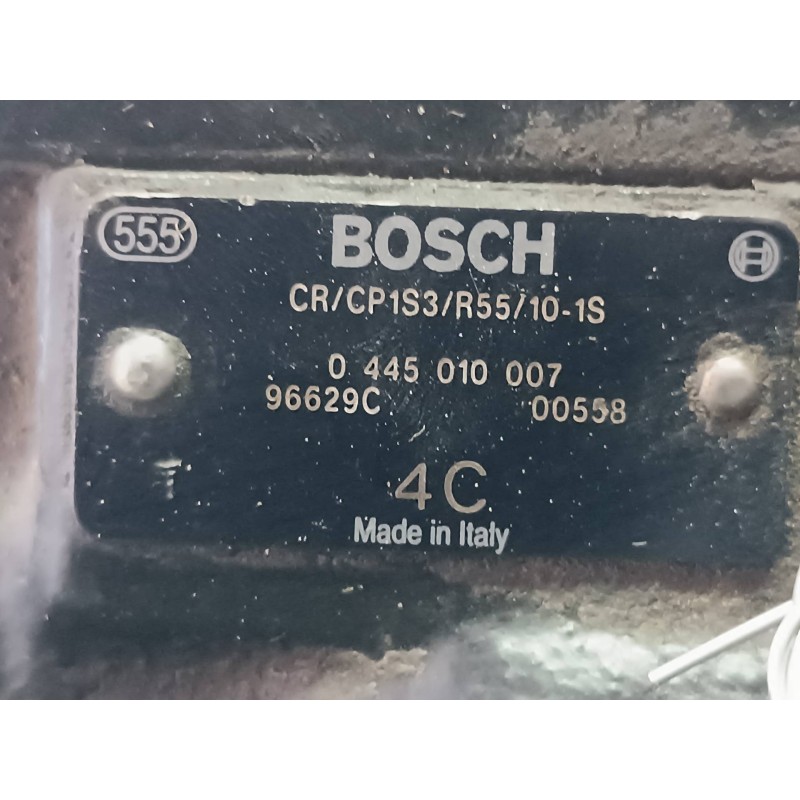 555 BOSCH
CR/CP1S3/R55/10-1S
0 445 010 007
96629C 00558
4C
Made in Italy